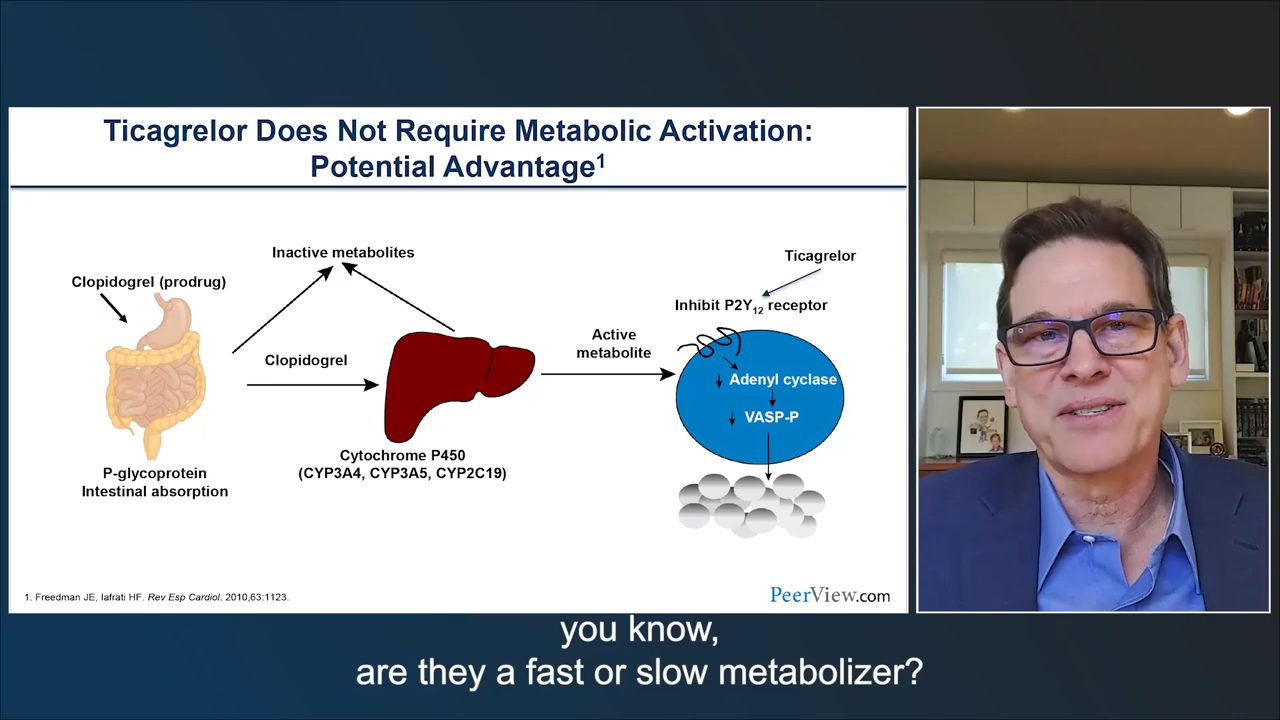 Ticagrelor Does Not Require Metabolic Activation:
Potential Advantage¹
Clopidogrel (prodrug)
Inactive metabolites
Clopidogrel
P-glycoprotein
Intestinal absorption
Cytochrome P450
(CYP3A4, CYP3A5, CYP2C19)
Active
metabolite
Ticagrelor
Inhibit P2Y₁₂ receptor
Adenyl cyclase
VASP-P
1. Freedman JE, Iafrati HF. Rev Esp Cardiol. 2010,63:1123.
PeerView.com
you know,
are they a fast or slow metabolizer?